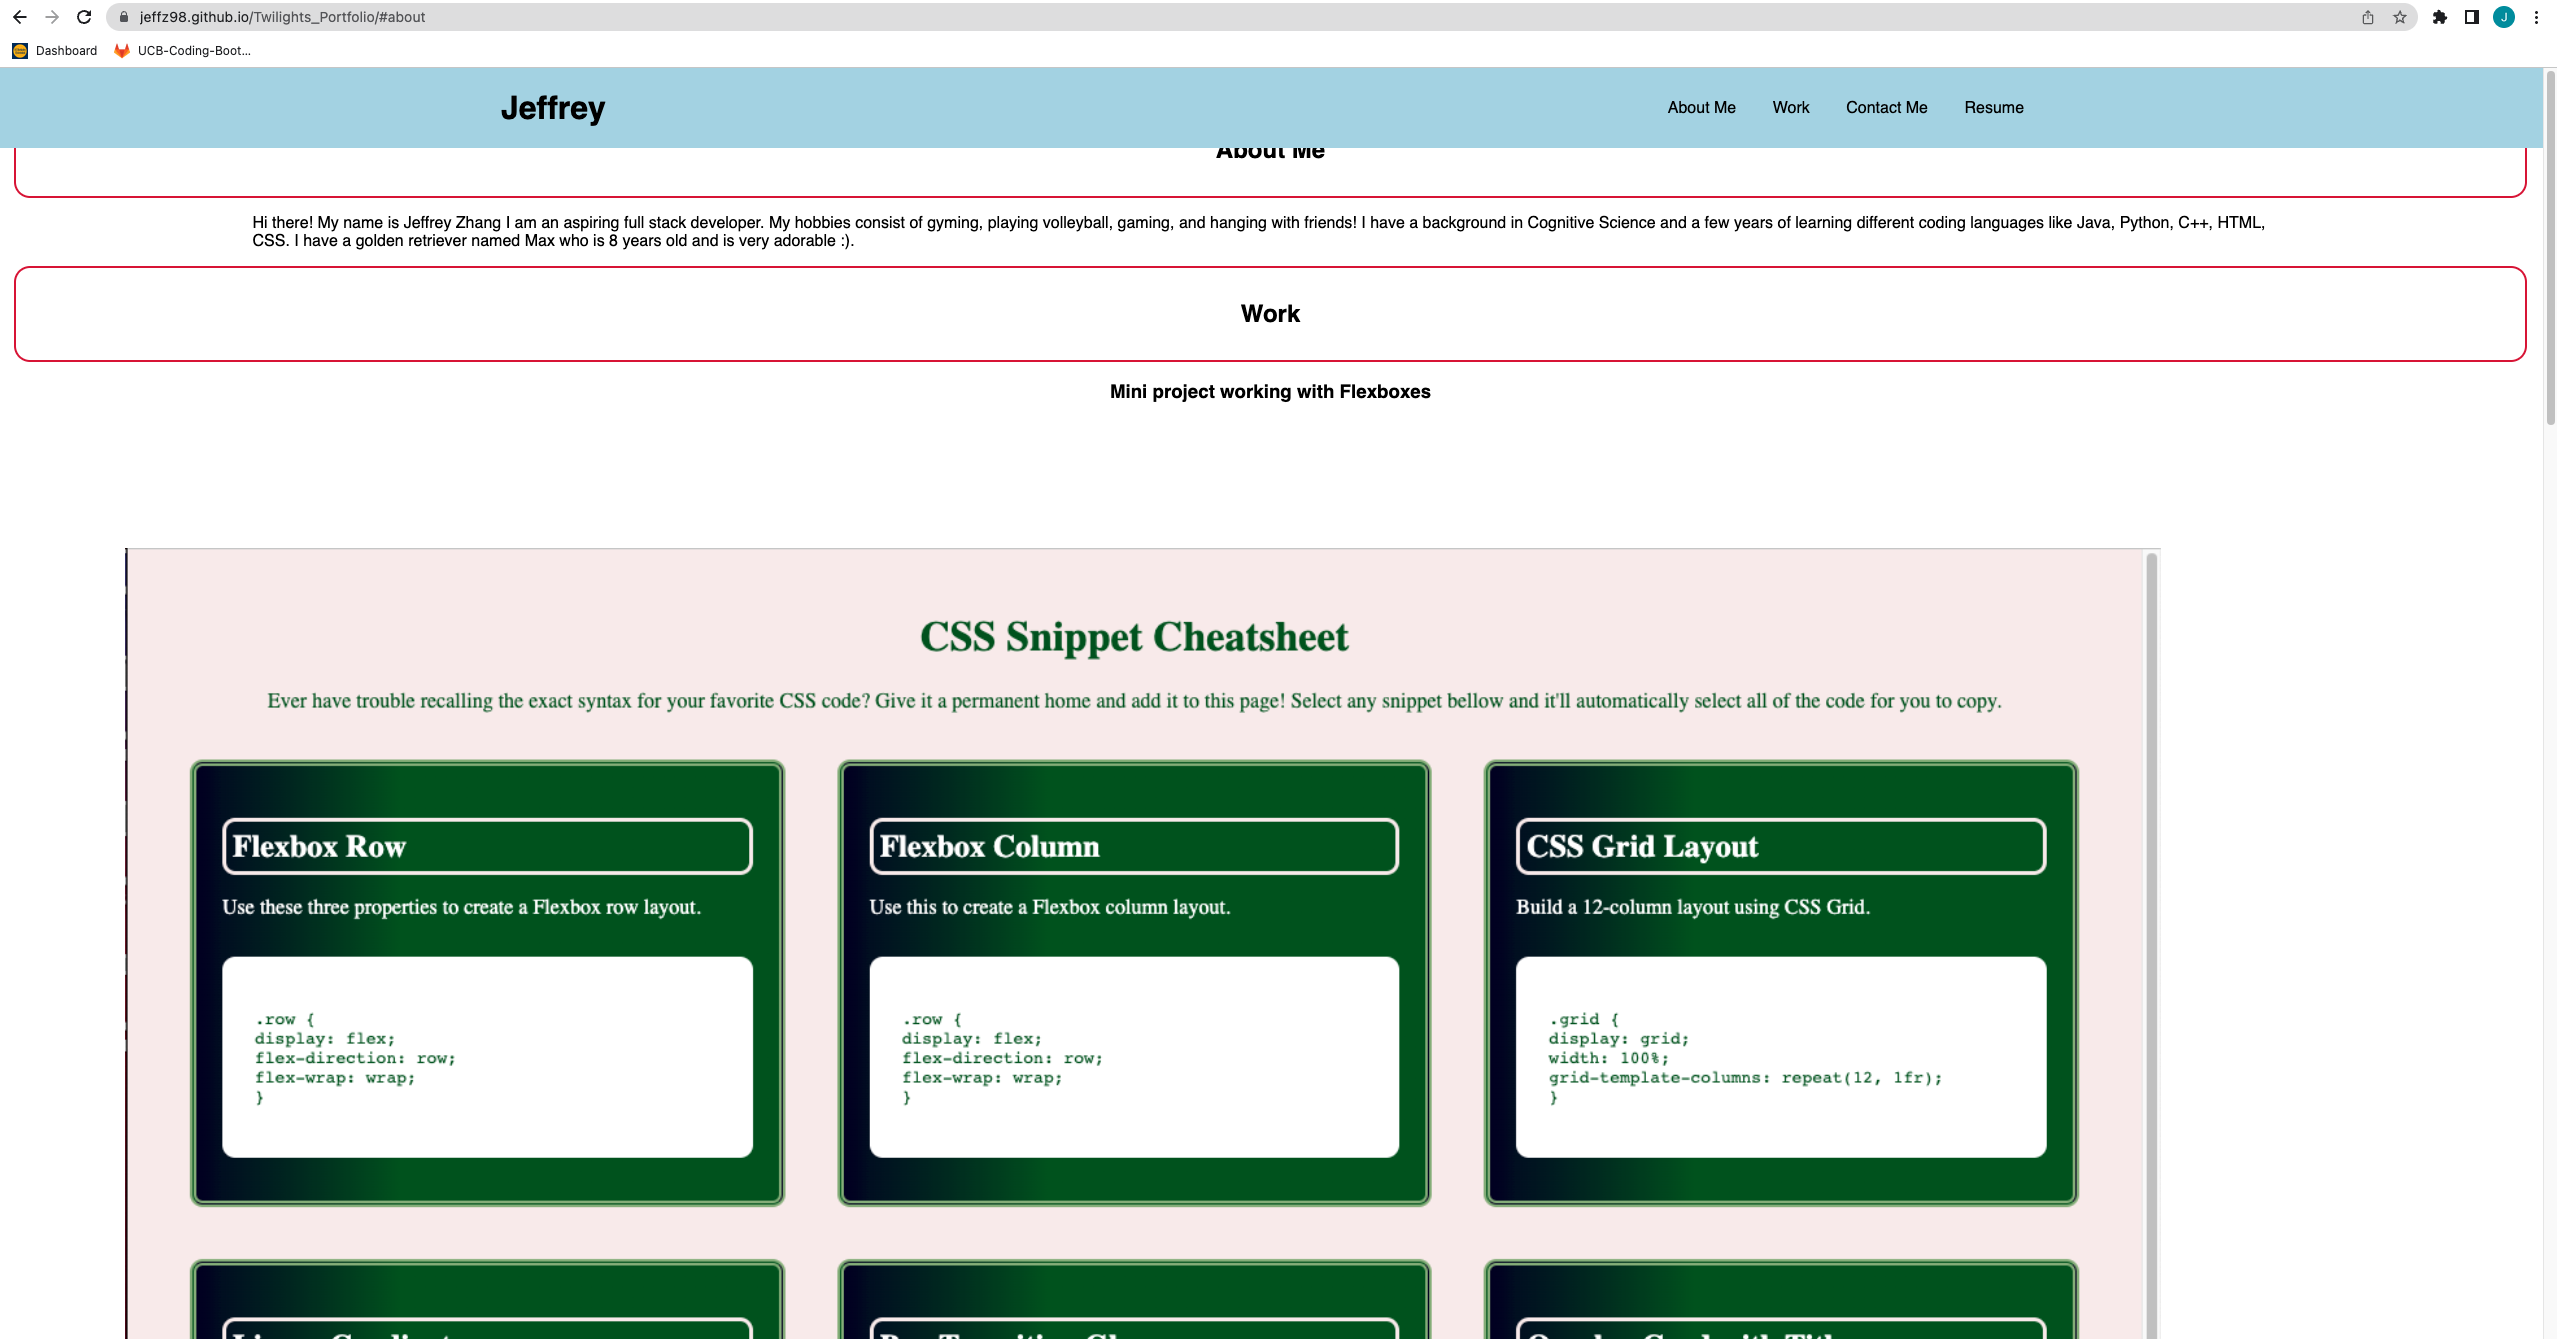 jeffz98.github.io/Twilights_Portfolio/#about
J
Dashboard
UCB-Coding-Boot...
Jeffrey
About Me
Work
Contact Me
Resume
About Me
Hi there! My name is Jeffrey Zhang I am an aspiring full stack developer. My hobbies consist of gyming, playing volleyball, gaming, and hanging with friends! I have a background in Cognitive Science and a few years of learning different coding languages like Java, Python, C++, HTML,
CSS. I have a golden retriever named Max who is 8 years old and is very adorable :).
Work
Mini project working with Flexboxes
CSS Snippet Cheatsheet
Ever have trouble recalling the exact syntax for your favorite CSS code? Give it a permanent home and add it to this page! Select any snippet bellow and it'll automatically select all of the code for you to copy.
Flexbox Row
Use these three properties to create a Flexbox row layout.
.row {
display: flex;
flex-direction: row;
flex-wrap: wrap;
}
Flexbox Column
Use this to create a Flexbox column layout.
.row {
display: flex;
flex-direction: row;
flex-wrap: wrap;
}
CSS Grid Layout
Build a 12-column layout using CSS Grid.
.grid {
display: grid;
width: 100%;
grid-template-columns: repeat(12, 1fr);
}